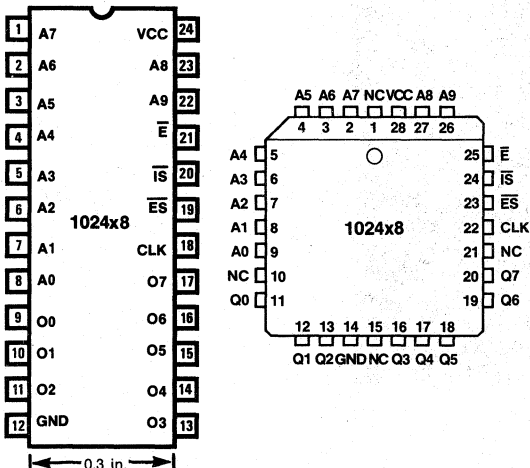 1 A7 VCC 24
2 A6 A8 23
3 A5 A9 22
4 A4 E 21
5 A3 IS 20
6 A2 ES 19
1024x8
7 A1 CLK 18
8 A0 O7 17
9 O0 O6 16
10 O1 O5 15
11 O2 O4 14
12 GND O3 13
0.3 in.
A5 A6 A7 NC VCC A8 A9
4 3 2 1 28 27 26
A4 5 25 E
A3 6 24 IS
A2 7 23 ES
A1 8 1024x8 22 CLK
A0 9 21 NC
NC 10 20 Q7
Q0 11 19 Q6
12 13 14 15 16 17 18
Q1 Q2 GND NC Q3 Q4 Q5